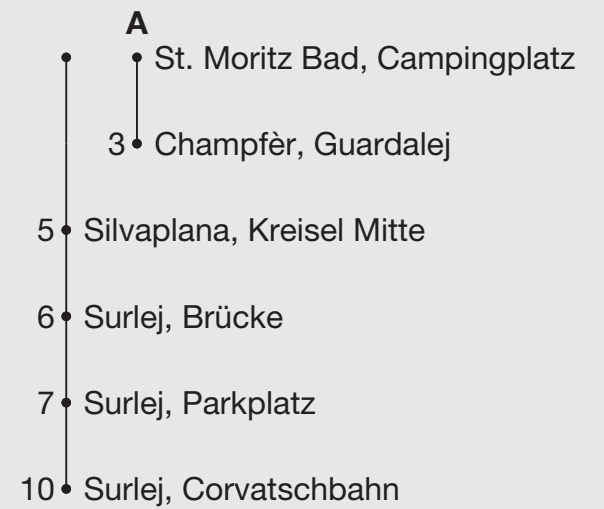 A
St. Moritz Bad, Campingplatz
3 Champfèr, Guardalej
5 Silvaplana, Kreisel Mitte
6 Surlej, Brücke
7 Surlej, Parkplatz
10 Surlej, Corvatschbahn